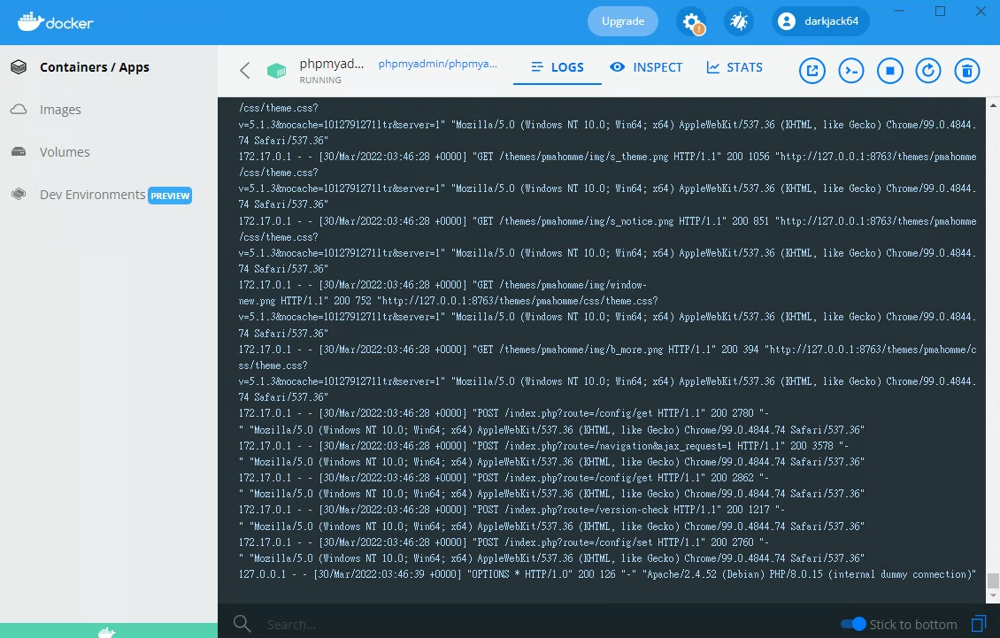 docker
Upgrade
darkjack64
Containers / Apps
Images
Volumes
Dev Environments PREVIEW
phpmyad...
RUNNING
phpmyadmin/phpmya...
LOGS
INSPECT
STATS
/css/theme.css?
v=5.1.3&nocache=1012791271ltr&server=1" "Mozilla/5.0 (Windows NT 10.0; Win64; x64) AppleWebKit/537.36 (KHTML, like Gecko) Chrome/99.0.4844.
74 Safari/537.36"
172.17.0.1 - - [30/Mar/2022:03:46:28 +0000] "GET /themes/pmahomme/img/s_theme.png HTTP/1.1" 200 1056 "http://127.0.0.1:8763/themes/pmahomme
/css/theme.css?
v=5.1.3&nocache=1012791271ltr&server=1" "Mozilla/5.0 (Windows NT 10.0; Win64; x64) AppleWebKit/537.36 (KHTML, like Gecko) Chrome/99.0.4844.
74 Safari/537.36"
172.17.0.1 - - [30/Mar/2022:03:46:28 +0000] "GET /themes/pmahomme/img/s_notice.png HTTP/1.1" 200 851 "http://127.0.0.1:8763/themes/pmahomme
/css/theme.css?
v=5.1.3&nocache=1012791271ltr&server=1" "Mozilla/5.0 (Windows NT 10.0; Win64; x64) AppleWebKit/537.36 (KHTML, like Gecko) Chrome/99.0.4844.
74 Safari/537.36"
172.17.0.1 - - [30/Mar/2022:03:46:28 +0000] "GET /themes/pmahomme/img/window-
new.png HTTP/1.1" 200 752 "http://127.0.0.1:8763/themes/pmahomme/css/theme.css?
v=5.1.3&nocache=1012791271ltr&server=1" "Mozilla/5.0 (Windows NT 10.0; Win64; x64) AppleWebKit/537.36 (KHTML, like Gecko) Chrome/99.0.4844.
74 Safari/537.36"
172.17.0.1 - - [30/Mar/2022:03:46:28 +0000] "GET /themes/pmahomme/img/b_more.png HTTP/1.1" 200 394 "http://127.0.0.1:8763/themes/pmahomme/c
ss/theme.css?
v=5.1.3&nocache=1012791271ltr&server=1" "Mozilla/5.0 (Windows NT 10.0; Win64; x64) AppleWebKit/537.36 (KHTML, like Gecko) Chrome/99.0.4844.
74 Safari/537.36"
172.17.0.1 - - [30/Mar/2022:03:46:28 +0000] "POST /index.php?route=/config/get HTTP/1.1" 200 2780 "-
" "Mozilla/5.0 (Windows NT 10.0; Win64; x64) AppleWebKit/537.36 (KHTML, like Gecko) Chrome/99.0.4844.74 Safari/537.36"
172.17.0.1 - - [30/Mar/2022:03:46:28 +0000] "POST /index.php?route=/navigation&ajax_request=1 HTTP/1.1" 200 3578 "-
" "Mozilla/5.0 (Windows NT 10.0; Win64; x64) AppleWebKit/537.36 (KHTML, like Gecko) Chrome/99.0.4844.74 Safari/537.36"
172.17.0.1 - - [30/Mar/2022:03:46:28 +0000] "POST /index.php?route=/config/get HTTP/1.1" 200 2862 "-
" "Mozilla/5.0 (Windows NT 10.0; Win64; x64) AppleWebKit/537.36 (KHTML, like Gecko) Chrome/99.0.4844.74 Safari/537.36"
172.17.0.1 - - [30/Mar/2022:03:46:28 +0000] "POST /index.php?route=/version-check HTTP/1.1" 200 1217 "-
" "Mozilla/5.0 (Windows NT 10.0; Win64; x64) AppleWebKit/537.36 (KHTML, like Gecko) Chrome/99.0.4844.74 Safari/537.36"
172.17.0.1 - - [30/Mar/2022:03:46:28 +0000] "POST /index.php?route=/config/set HTTP/1.1" 200 2760 "-
" "Mozilla/5.0 (Windows NT 10.0; Win64; x64) AppleWebKit/537.36 (KHTML, like Gecko) Chrome/99.0.4844.74 Safari/537.36"
127.0.0.1 - - [30/Mar/2022:03:46:39 +0000] "OPTIONS * HTTP/1.0" 200 126 "-" "Apache/2.4.52 (Debian) PHP/8.0.15 (internal dummy connection)"
Search...
Stick to bottom